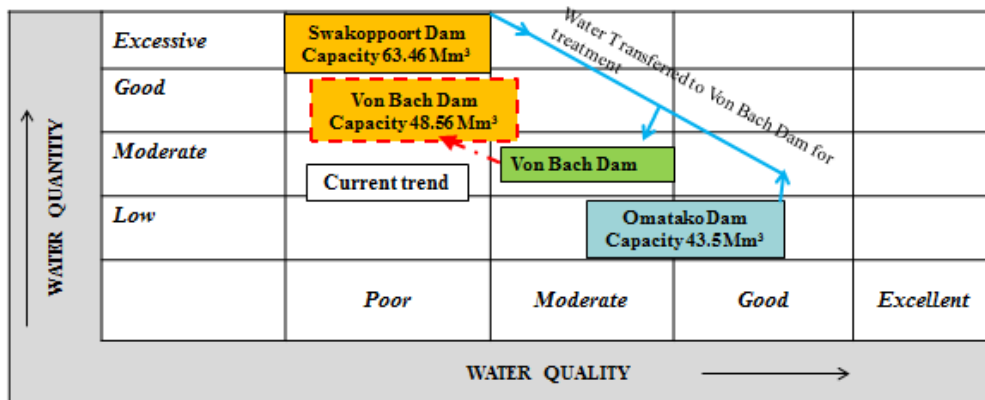 Excessive
Swakoppoort Dam
Capacity 63.46 Mm³
Water Transferred to Von Bach Dam for
treatment
Good
Von Bach Dam
Capacity 48.56 Mm³
Moderate
Von Bach Dam
Current trend
Low
Omatako Dam
Capacity 43.5 Mm³
Poor
Moderate
Good
Excellent
WATER QUANTITY
WATER QUALITY